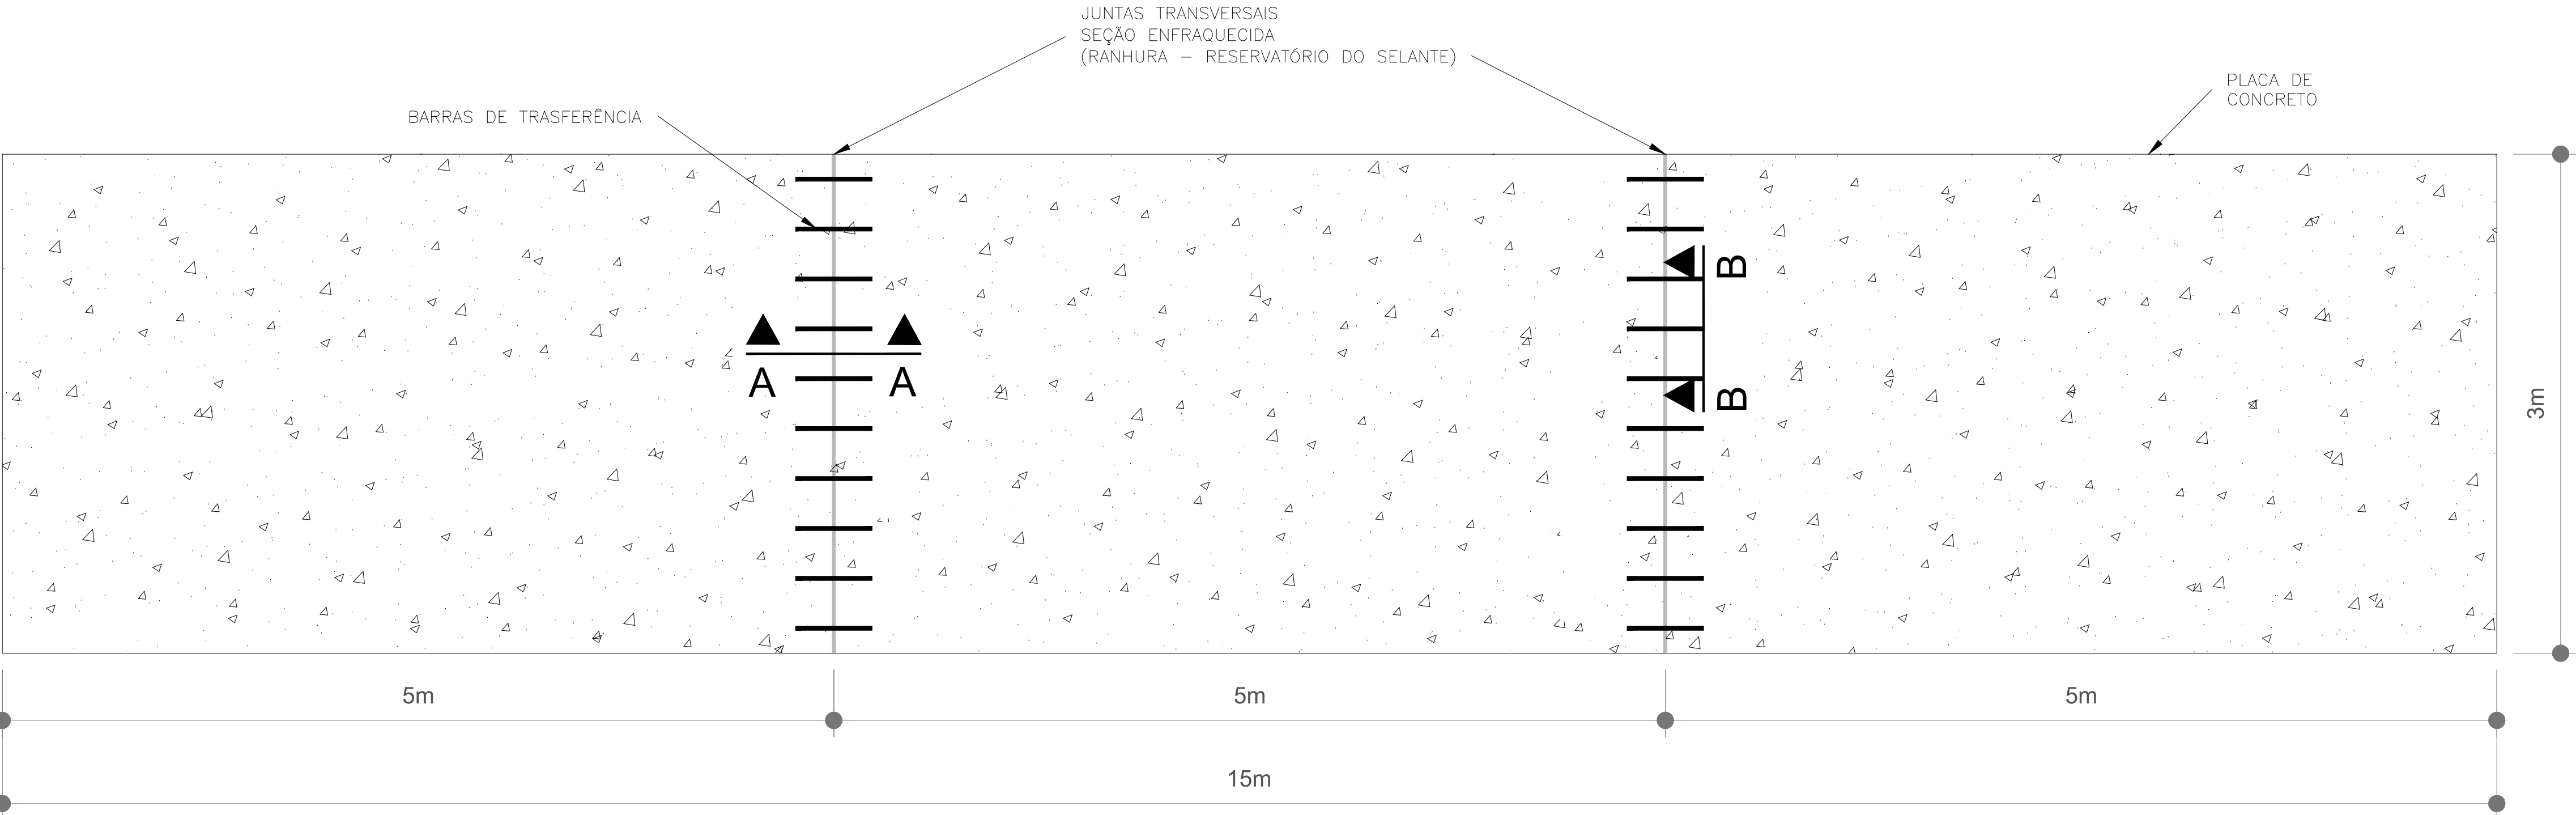 JUNTAS TRANSVERSAIS
SEÇÃO ENFRAQUECIDA
(RANHURA – RESERVATÓRIO DO SELANTE)
PLACA DE
CONCRETO
BARRAS DE TRASFERÊNCIA
B
A A
B
3m
5m 5m 5m
15m